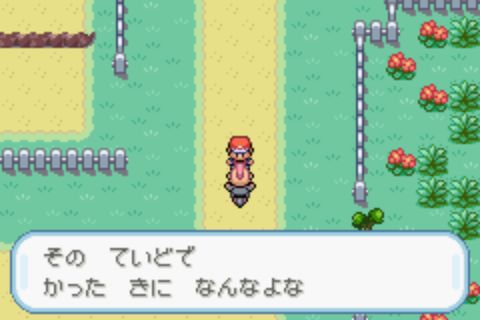 その　ていどで
かった　きに　なんなよな